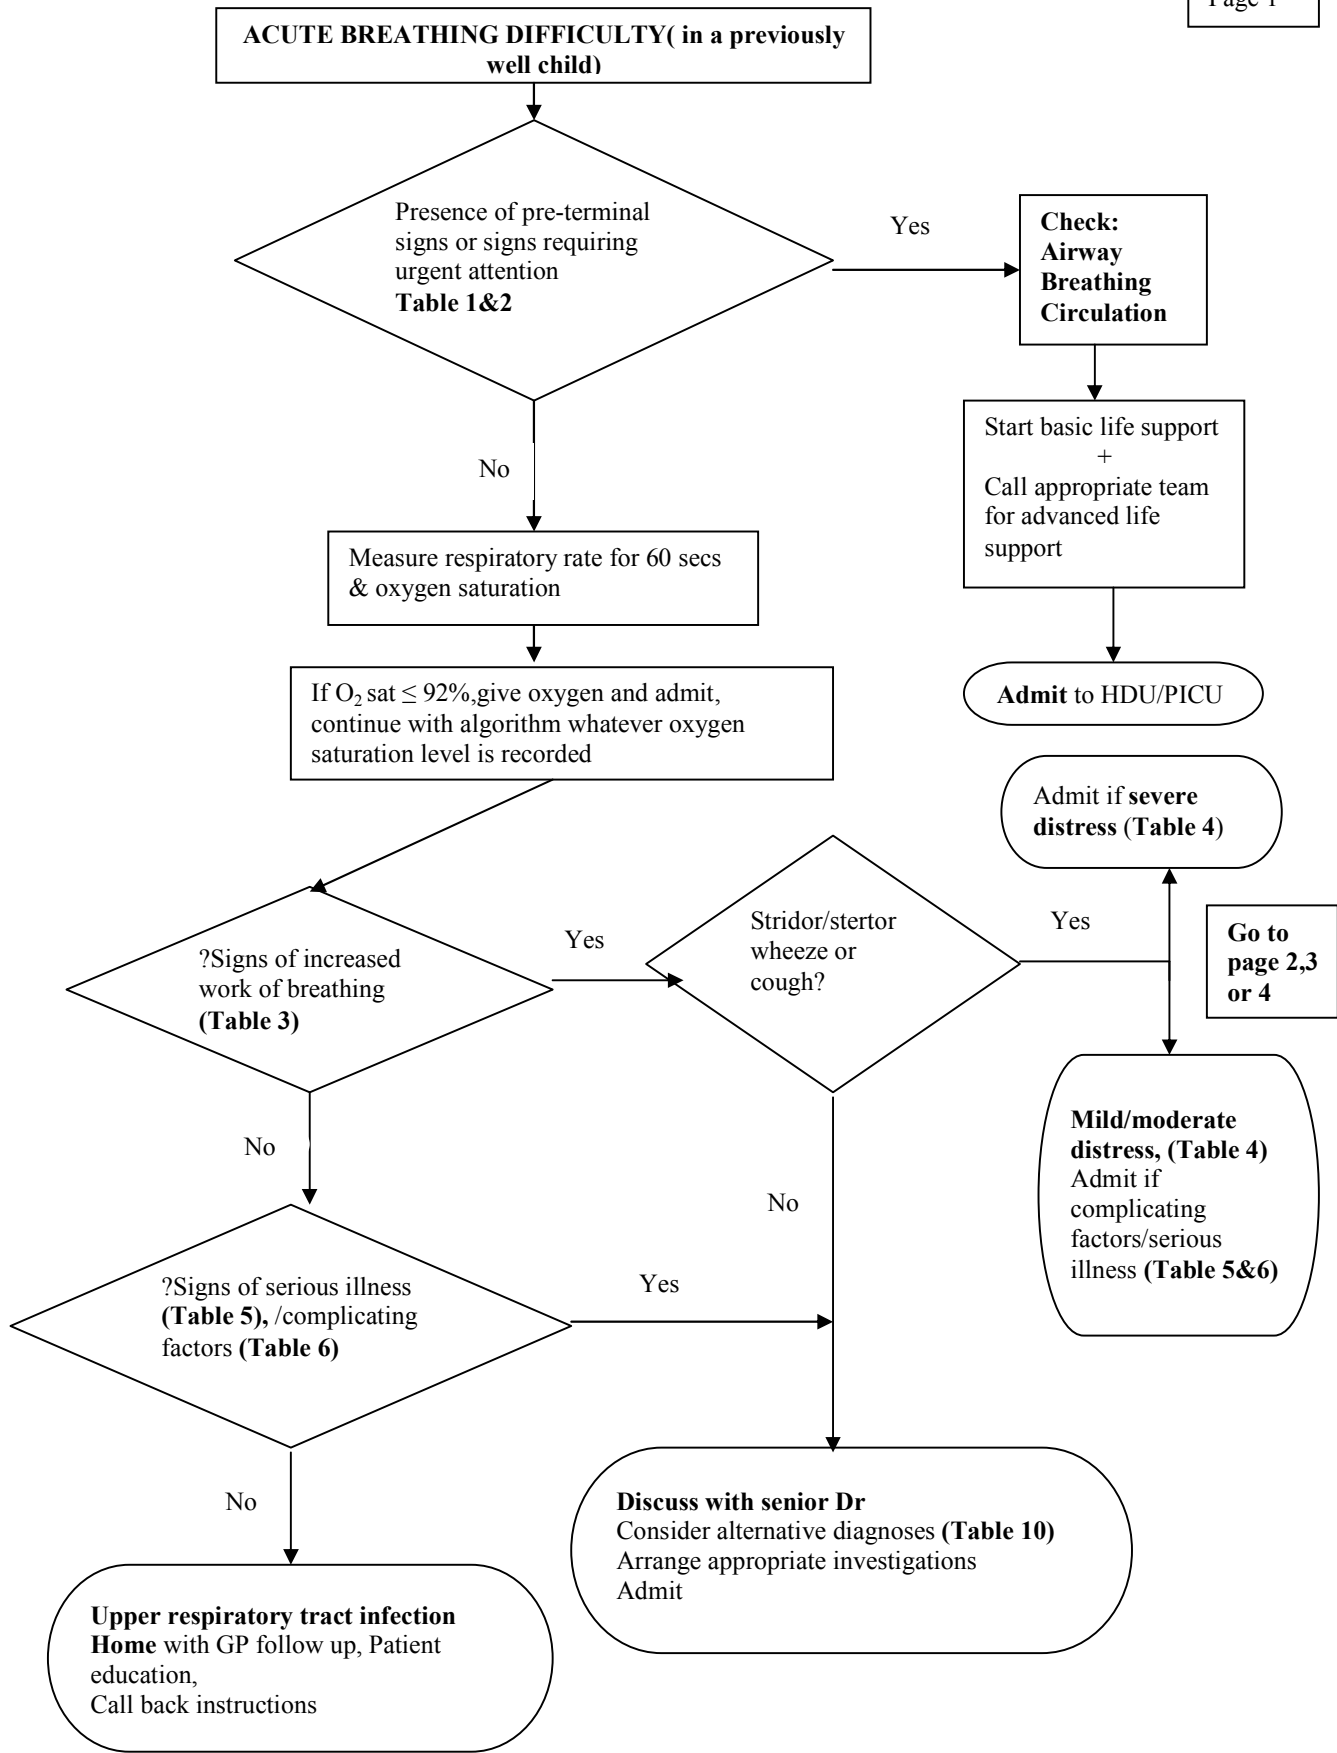 Page 1
ACUTE BREATHING DIFFICULTY( in a previously
well child)
Presence of pre-terminal
signs or signs requiring
urgent attention
Table 1&2
Yes
Check:
Airway
Breathing
Circulation
Start basic life support
+
Call appropriate team
for advanced life
support
Admit to HDU/PICU
No
Measure respiratory rate for 60 secs
& oxygen saturation
If O₂ sat ≤ 92%,give oxygen and admit,
continue with algorithm whatever oxygen
saturation level is recorded
?Signs of increased
work of breathing
(Table 3)
Yes
Stridor/stertor
wheeze or
cough?
Yes
Admit if severe
distress (Table 4)
Go to
page 2,3
or 4
Mild/moderate
distress, (Table 4)
Admit if
complicating
factors/serious
illness (Table 5&6)
No
No
?Signs of serious illness
(Table 5), /complicating
factors (Table 6)
Yes
Discuss with senior Dr
Consider alternative diagnoses (Table 10)
Arrange appropriate investigations
Admit
No
Upper respiratory tract infection
Home with GP follow up, Patient
education,
Call back instructions